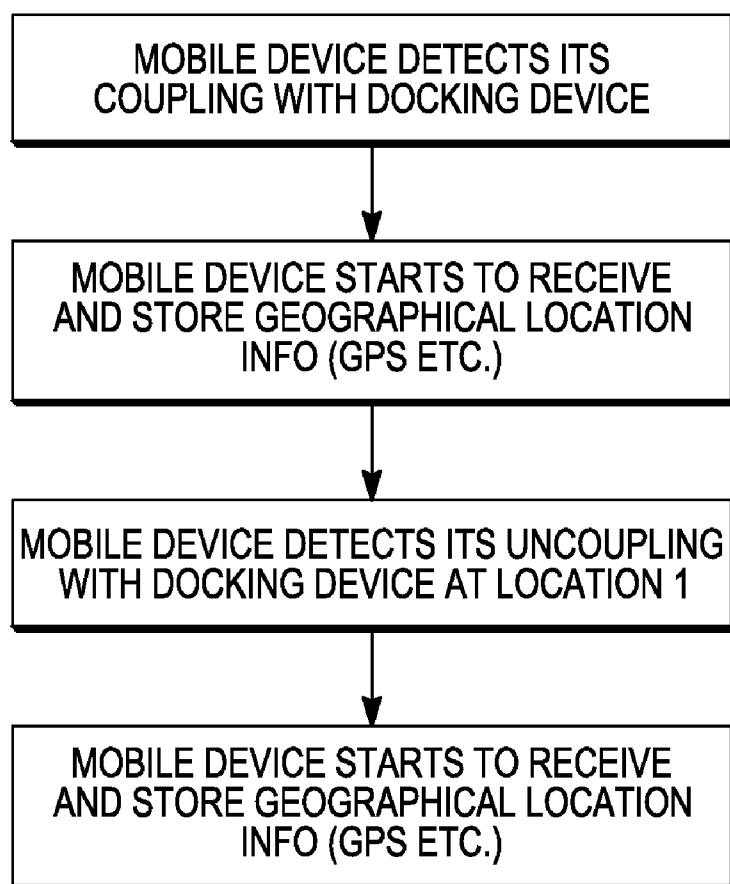 MOBILE DEVICE DETECTS ITS
COUPLING WITH DOCKING DEVICE
MOBILE DEVICE STARTS TO RECEIVE
AND STORE GEOGRAPHICAL LOCATION
INFO (GPS ETC.)
MOBILE DEVICE DETECTS ITS UNCOUPLING
WITH DOCKING DEVICE AT LOCATION 1
MOBILE DEVICE STARTS TO RECEIVE
AND STORE GEOGRAPHICAL LOCATION
INFO (GPS ETC.)